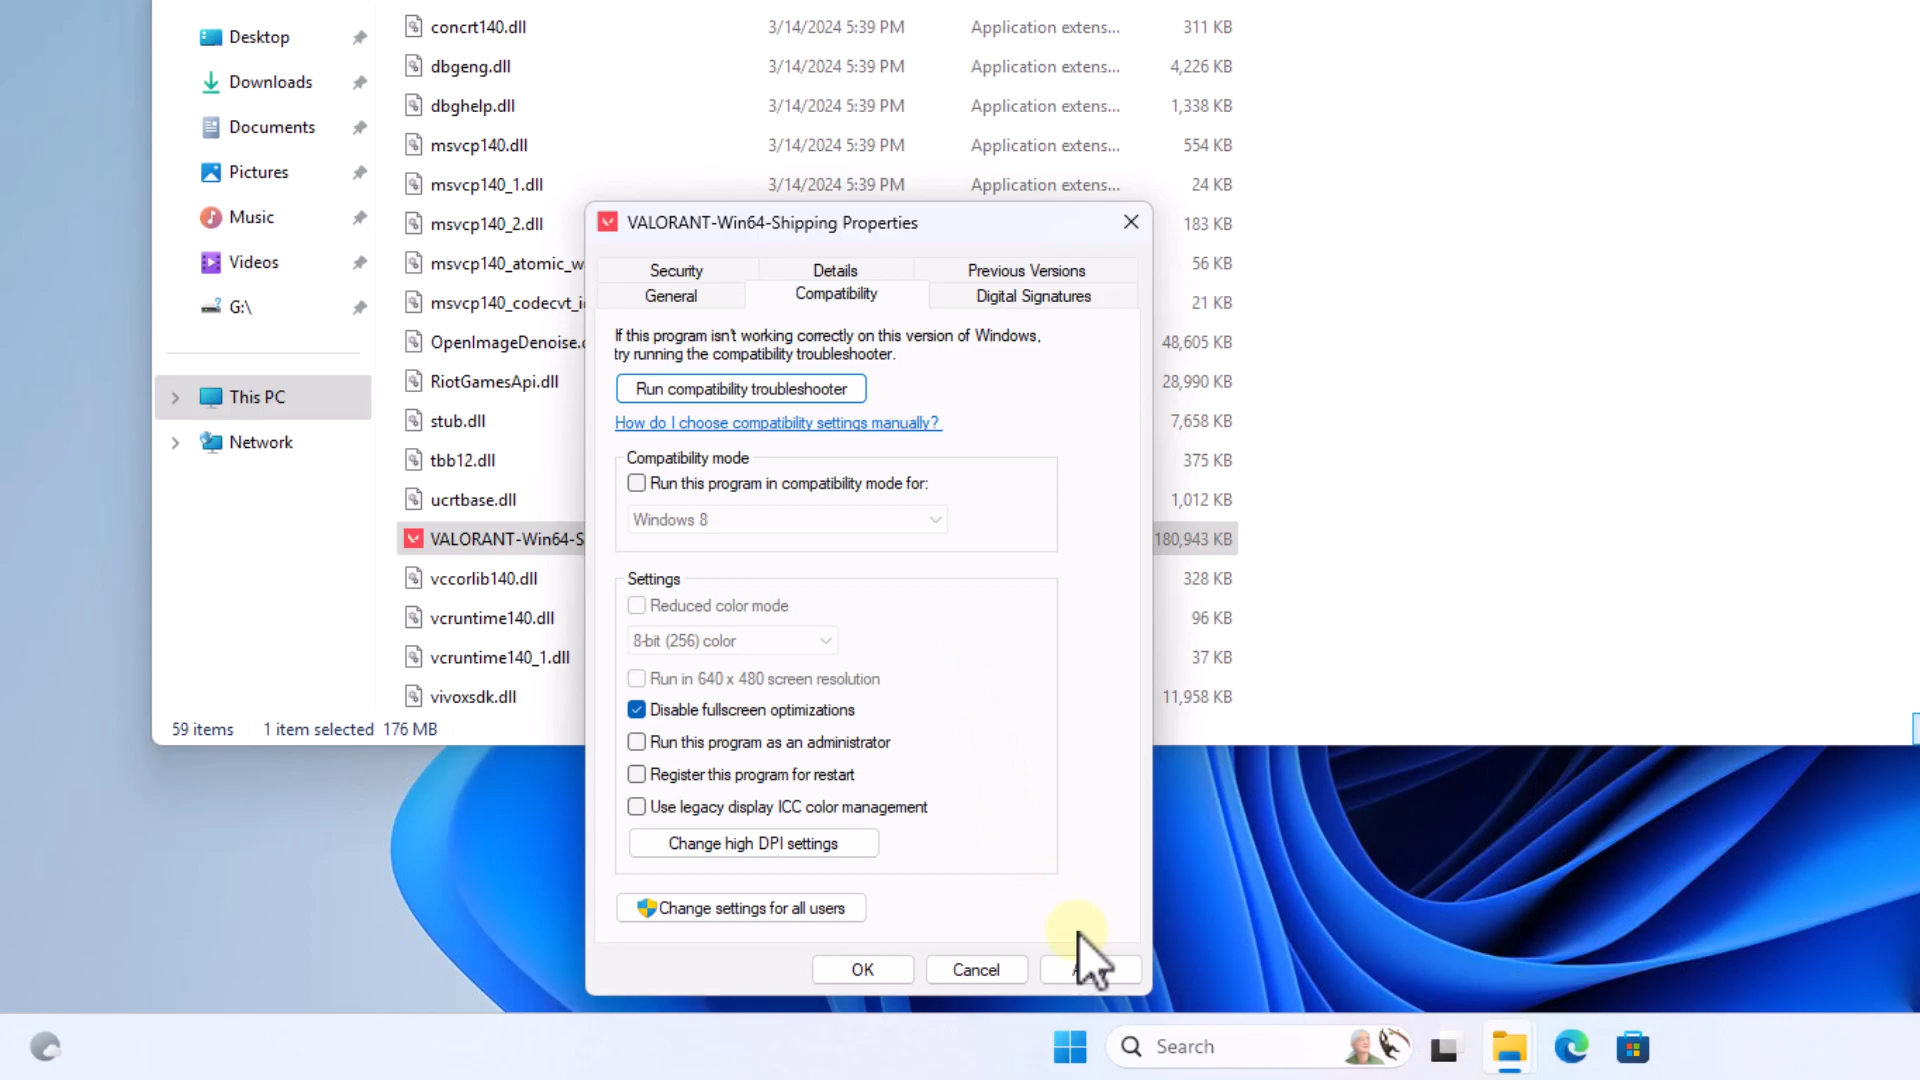 Desktop
Downloads
Documents
Pictures
Music
Videos
G:\
This PC
Network
concrt140.dll 3/14/2024 5:39 PM Application extens... 311 KB
dbgeng.dll 3/14/2024 5:39 PM Application extens... 4,226 KB
dbghelp.dll 3/14/2024 5:39 PM Application extens... 1,338 KB
msvcp140.dll 3/14/2024 5:39 PM Application extens... 554 KB
msvcp140_1.dll 3/14/2024 5:39 PM Application extens... 24 KB
msvcp140_2.dll 183 KB
msvcp140_atomic_w 56 KB
msvcp140_codecvt_i 21 KB
OpenImageDenoise. 48,605 KB
RiotGamesApi.dll 28,990 KB
stub.dll 7,658 KB
tbb12.dll 375 KB
ucrtbase.dll 1,012 KB
VALORANT-Win64-S 180,943 KB
vccorlib140.dll 328 KB
vcruntime140.dll 96 KB
vcruntime140_1.dll 37 KB
vivoxsdk.dll 11,958 KB
59 items 1 item selected 176 MB
VALORANT-Win64-Shipping Properties
Security Details Previous Versions
General Compatibility Digital Signatures
If this program isn't working correctly on this version of Windows,
try running the compatibility troubleshooter.
Run compatibility troubleshooter
How do I choose compatibility settings manually?
Compatibility mode
Run this program in compatibility mode for:
Windows 8
Settings
Reduced color mode
8-bit (256) color
Run in 640 x 480 screen resolution
Disable fullscreen optimizations
Run this program as an administrator
Register this program for restart
Use legacy display ICC color management
Change high DPI settings
Change settings for all users
OK Cancel
Search